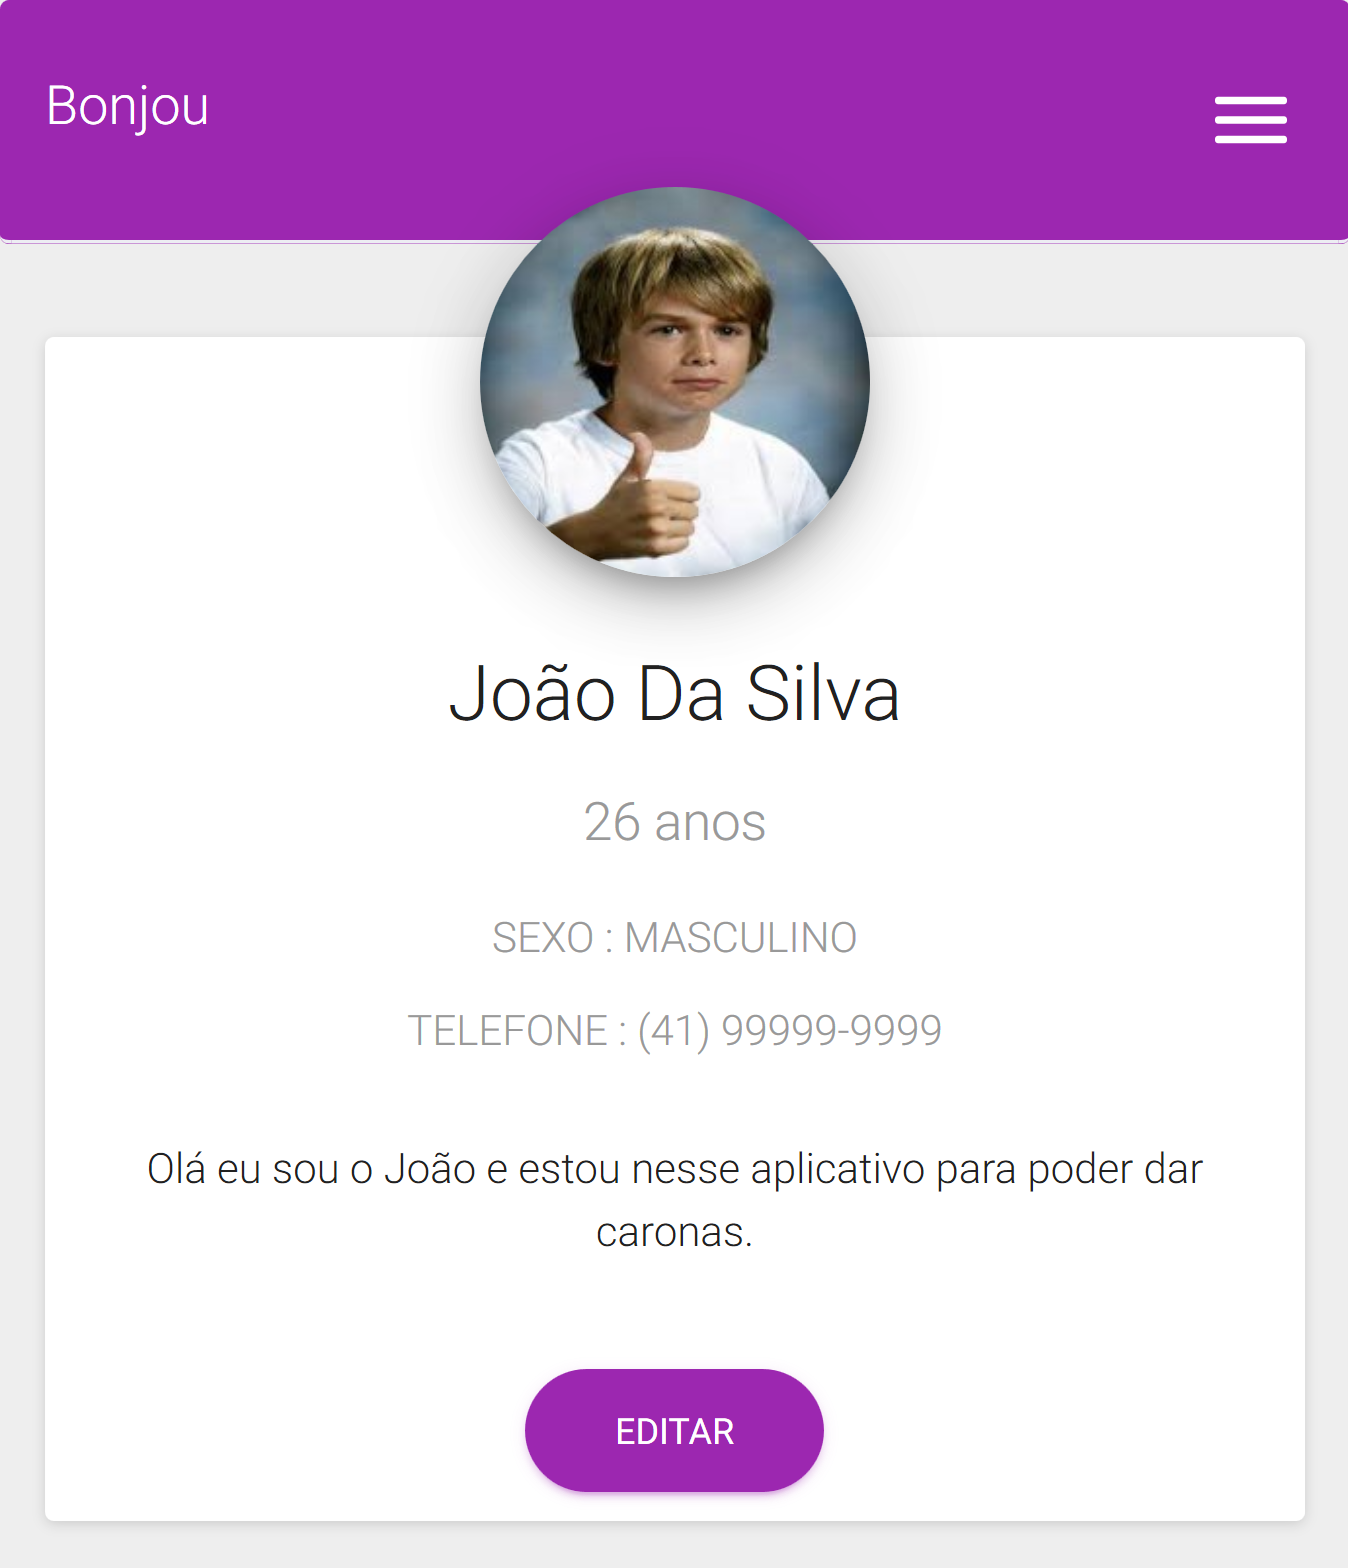 Bonjou
João Da Silva
26 anos
SEXO : MASCULINO
TELEFONE : (41) 99999-9999
Olá eu sou o João e estou nesse aplicativo para poder dar
caronas.
EDITAR